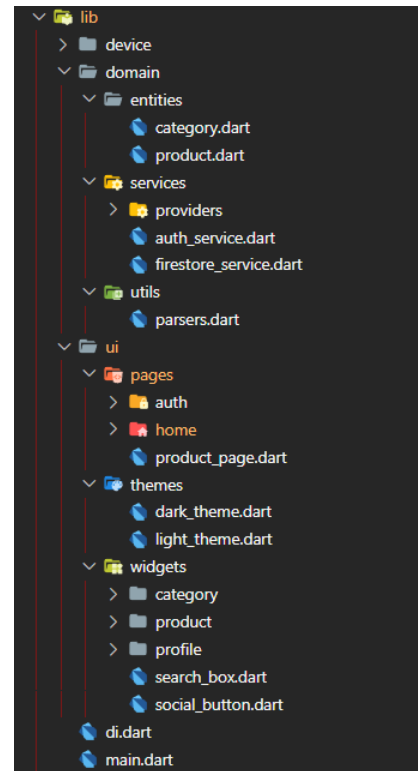 lib
device
domain
entities
category.dart
product.dart
services
providers
auth_service.dart
firestore_service.dart
utils
parsers.dart
ui
pages
auth
home
product_page.dart
themes
dark_theme.dart
light_theme.dart
widgets
category
product
profile
search_box.dart
social_button.dart
di.dart
main.dart